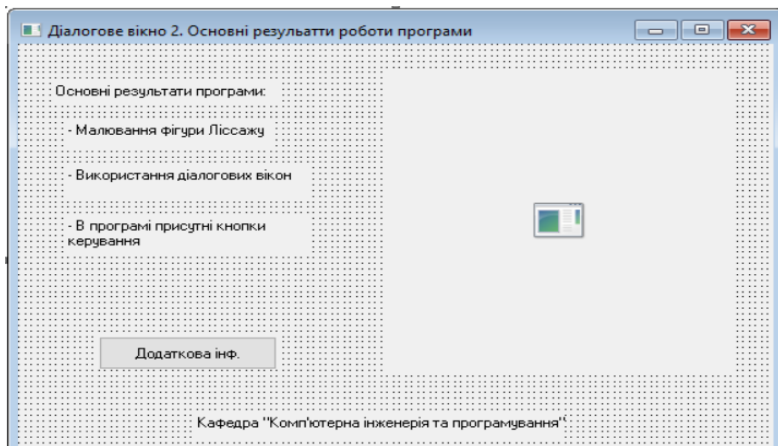 Діалогове вікно 2. Основні резульатти роботи програми
Основні результати програми:
- Малювання фігури Ліссажу
- Використання діалогових вікон
- В програмі присутні кнопки
керування
Додаткова інф.
Кафедра "Комп'ютерна інженерія та програмування"